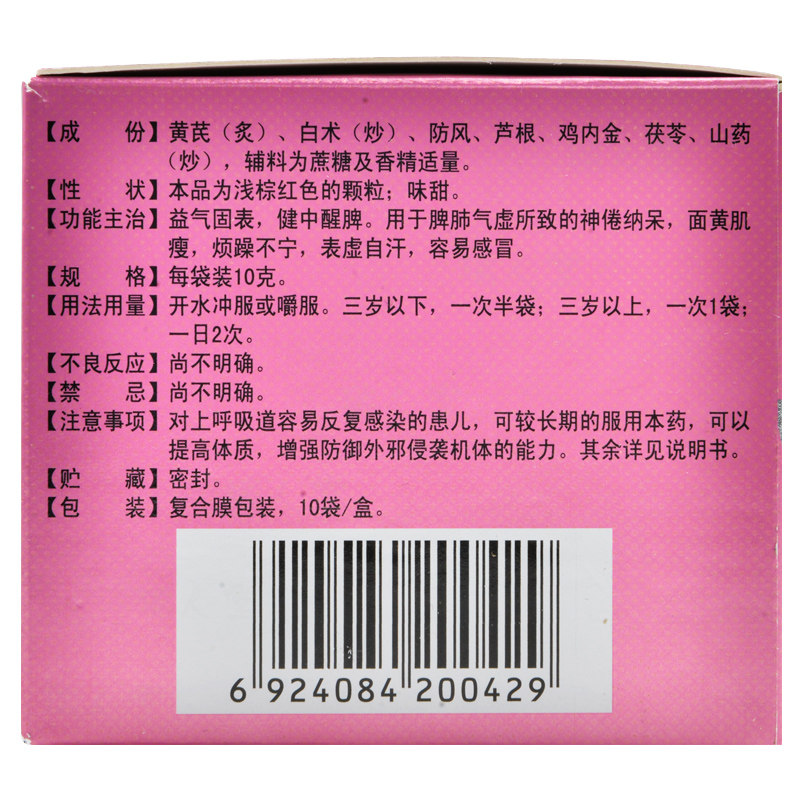 【成 份】黄芪（炙）、白术（炒）、防风、芦根、鸡内金、茯苓、山药
（炒），辅料为蔗糖及香精适量。
【性 状】本品为浅棕红色的颗粒；味甜。
【功能主治】益气固表，健中醒脾。用于脾肺气虚所致的神倦纳呆，面黄肌
瘦，烦躁不宁，表虚自汗，容易感冒。
【规 格】每袋装10克。
【用法用量】开水冲服或嚼服。三岁以下，一次半袋；三岁以上，一次1袋；
一日2次。
【不良反应】尚不明确。
【禁 忌】尚不明确。
【注意事项】对上呼吸道容易反复感染的患儿，可较长期的服用本药，可以
提高体质，增强防御外邪侵袭机体的能力。其余详见说明书。
【贮 藏】密封。
【包 装】复合膜包装，10袋/盒。
6 924084 200429